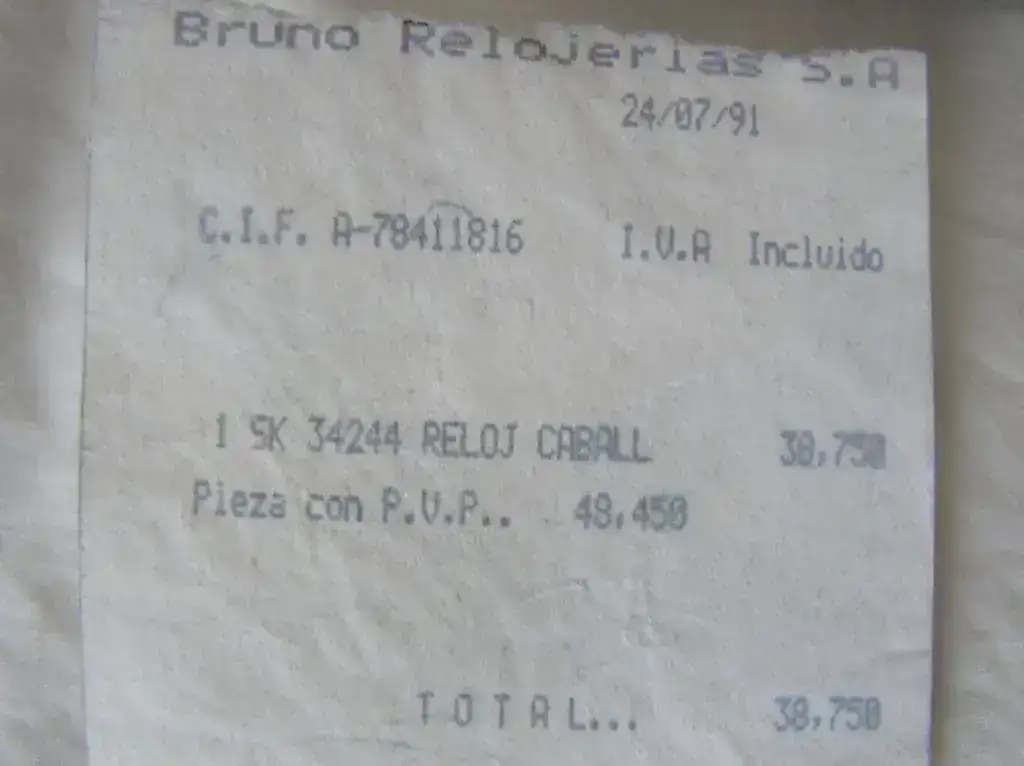 Bruno Relojerias S.A
24/07/91
C.I.F. A-78411816 I.V.A Incluido
1 SK 34244 RELOJ CABALL 38,750
Pieza con P.V.P.. 48,450
T O T A L... 38,750